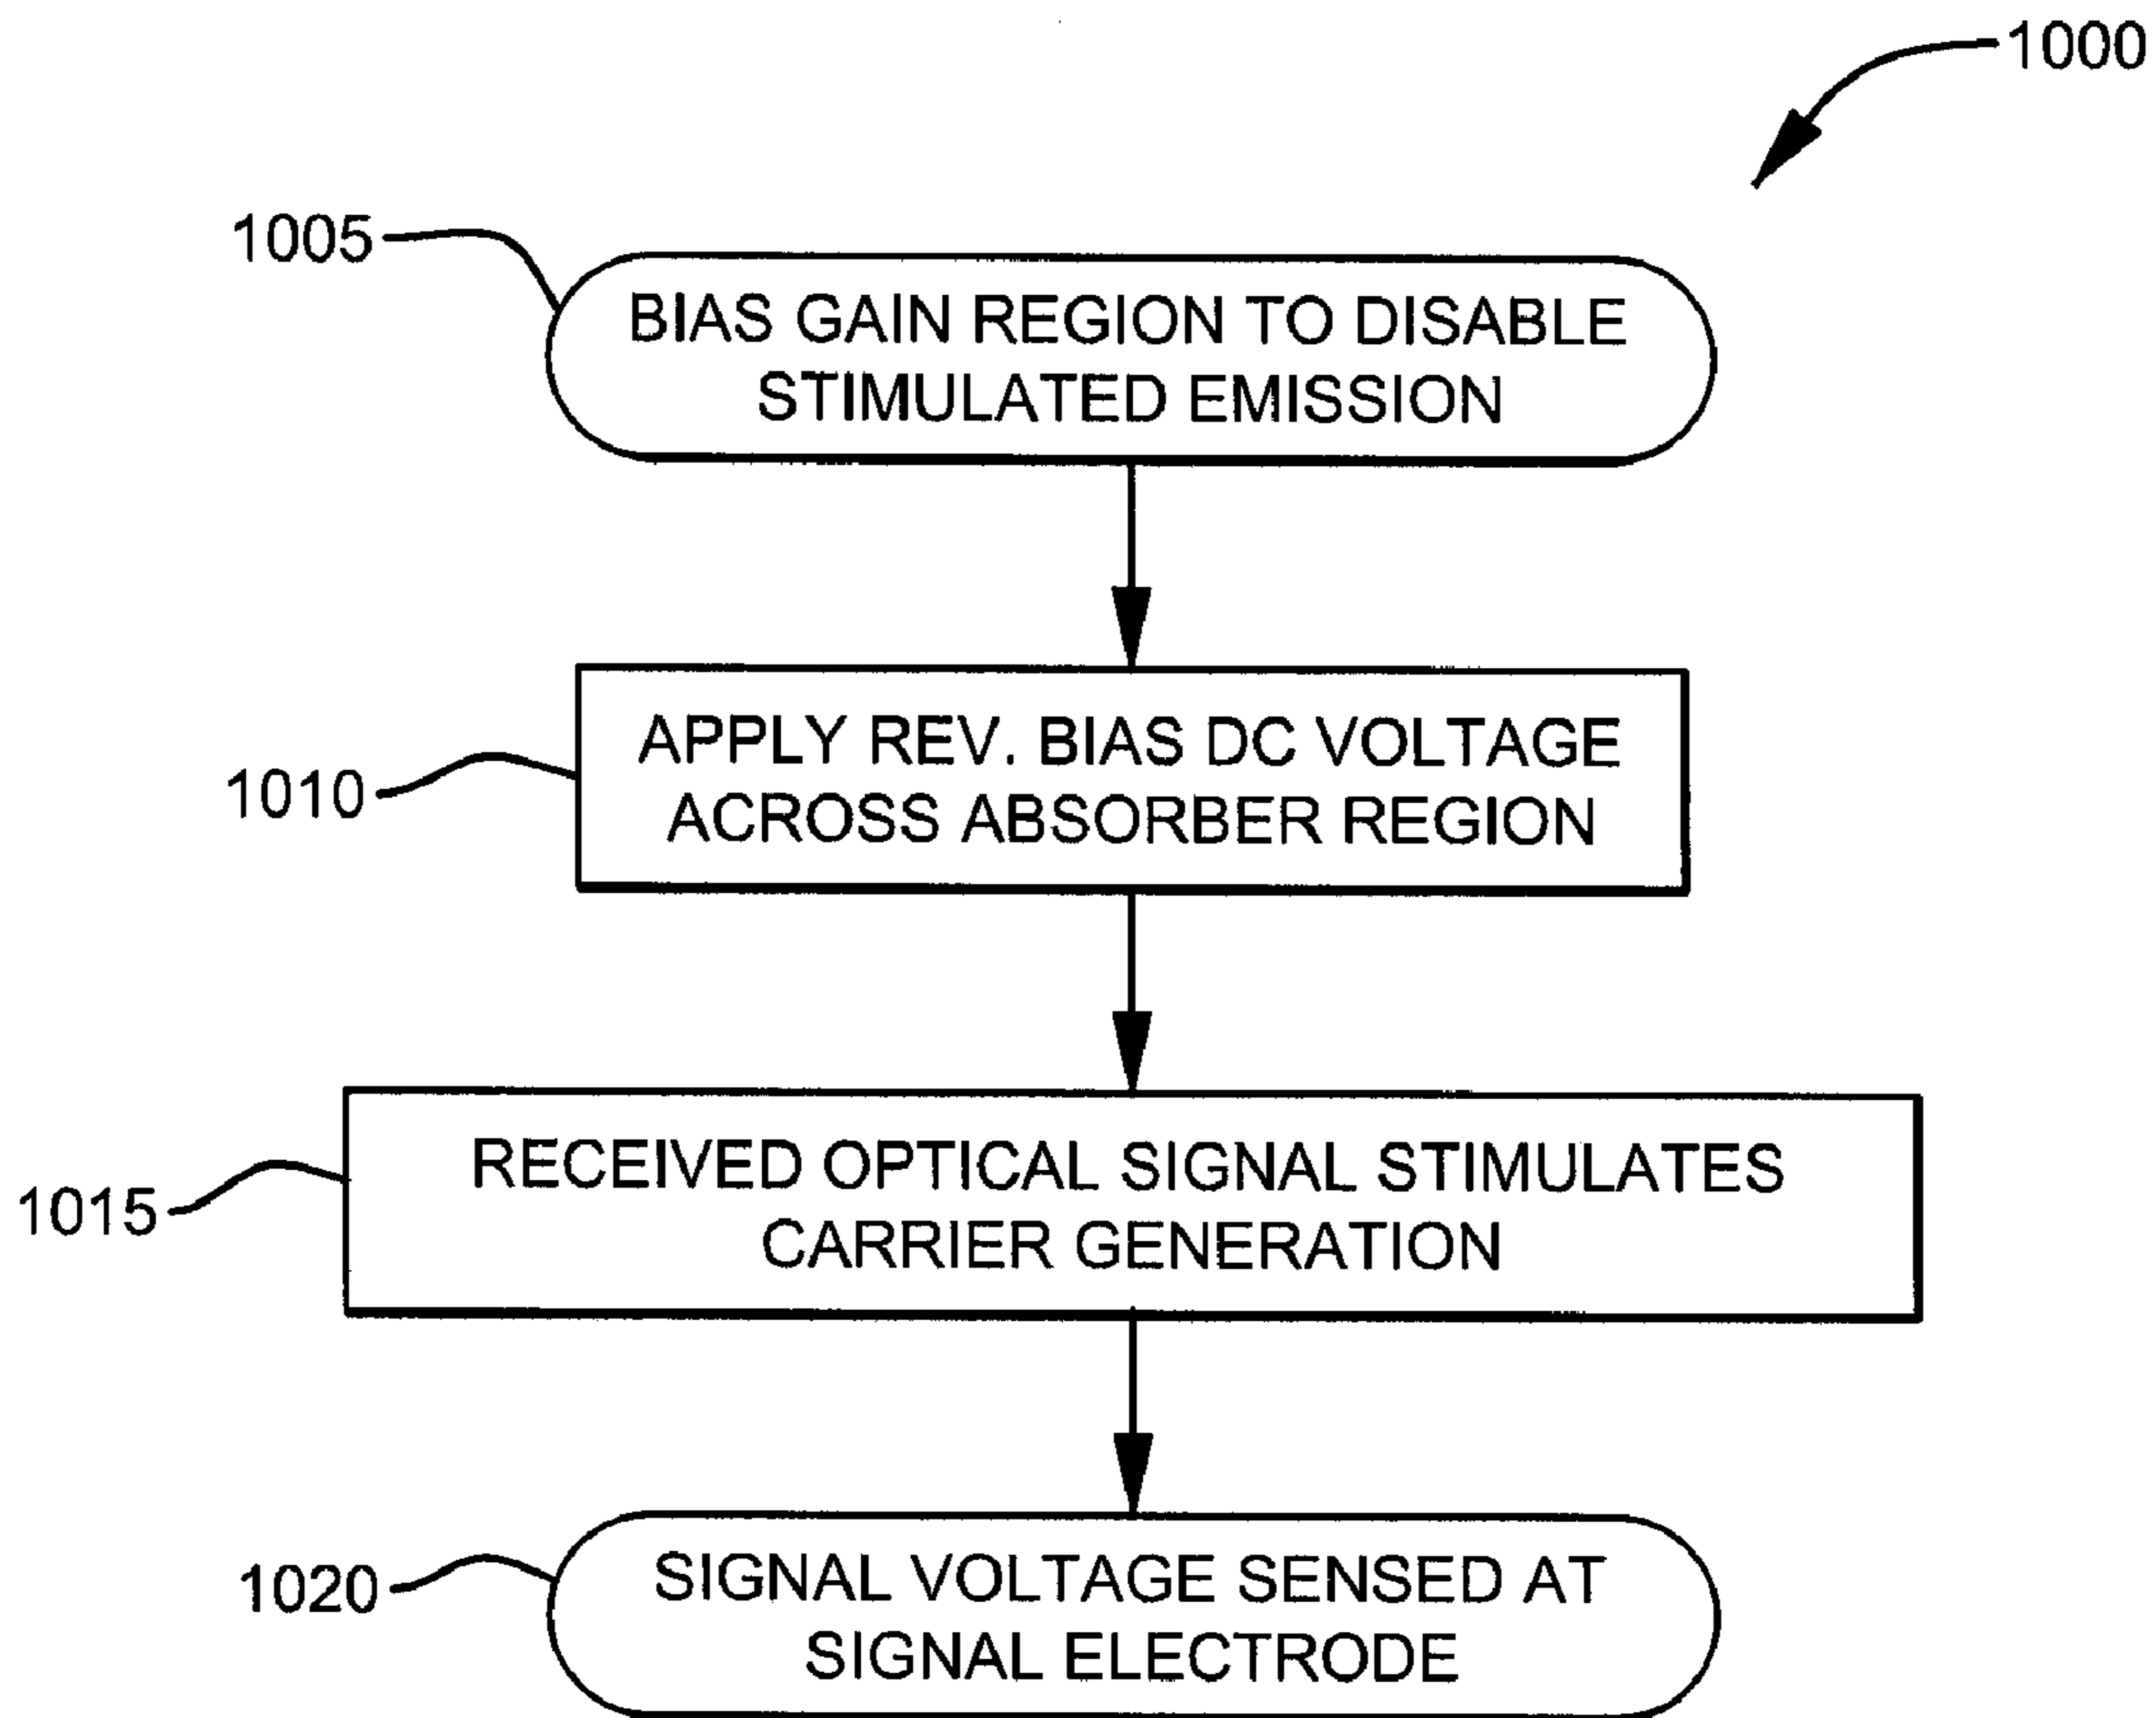 1000
1005
BIAS GAIN REGION TO DISABLE
STIMULATED EMISSION
1010
APPLY REV. BIAS DC VOLTAGE
ACROSS ABSORBER REGION
1015
RECEIVED OPTICAL SIGNAL STIMULATES
CARRIER GENERATION
1020
SIGNAL VOLTAGE SENSED AT
SIGNAL ELECTRODE